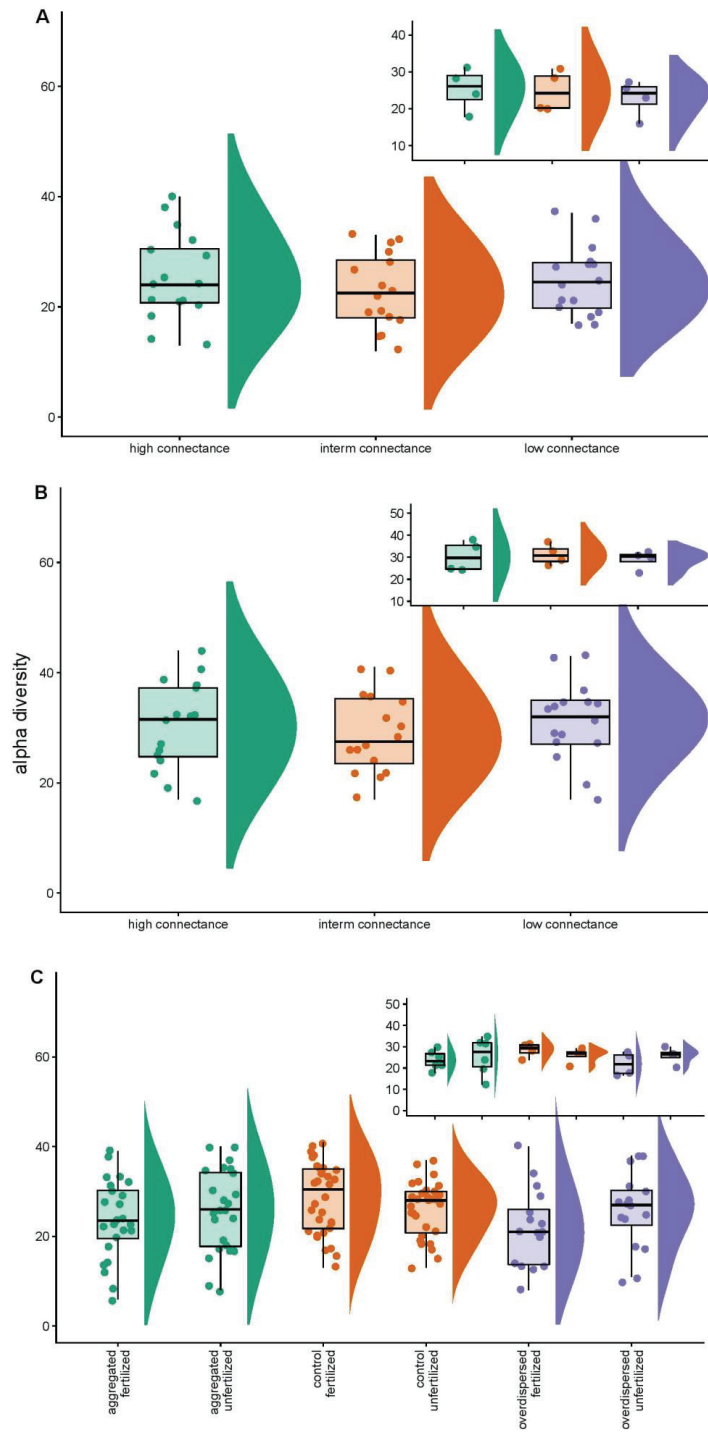 A
60
40
20
0
40
30
20
10
high connectance
interm connectance
low connectance
B
60
40
20
0
50
40
30
20
10
alpha diversity
high connectance
interm connectance
low connectance
C
60
40
20
0
50
40
30
20
10
0
aggregated
fertilized
aggregated
unfertilized
control
fertilized
control
unfertilized
overdispersed
fertilized
overdispersed
unfertilized